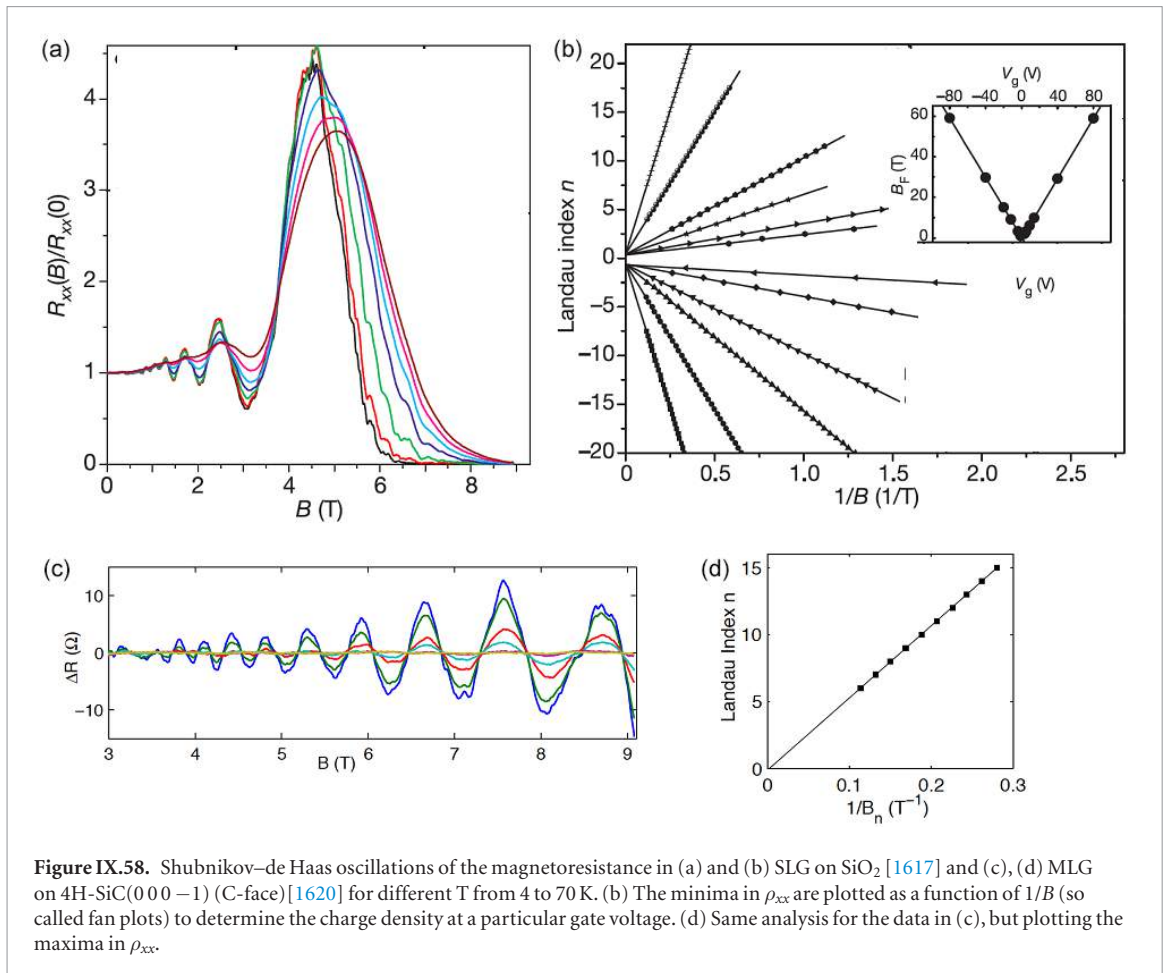 (a)
R_xx(B)/R_xx(0)
4
3
2
1
0
0 2 4 6 8
B (T)
(b)
Landau index n
20
15
10
5
0
−5
−10
−15
−20
0 0.5 1.0 1.5 2.0 2.5
1/B (1/T)
V_g (V)
−80 −40 0 40 80
B_F (T)
60
40
20
0
V_g (V)
(c)
ΔR (Ω)
10
0
−10
3 4 5 6 7 8 9
B (T)
(d)
Landau Index n
15
10
5
0
0 0.1 0.2 0.3
1/B_n (T⁻¹)
Figure IX.58. Shubnikov–de Haas oscillations of the magnetoresistance in (a) and (b) SLG on SiO₂ [1617] and (c), (d) MLG
on 4H-SiC(0 0 0 −1) (C-face)[1620] for different T from 4 to 70 K. (b) The minima in ρ_xx are plotted as a function of 1/B (so
called fan plots) to determine the charge density at a particular gate voltage. (d) Same analysis for the data in (c), but plotting the
maxima in ρ_xx.